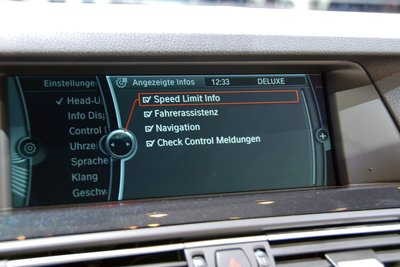 Einstellunge
Angezeigte Infos 12:33 DELUXE
Head-U
Info Disp
Control D
Uhrze
Sprache
Klang
Geschw
Speed Limit Info
Fahrerassistenz
Navigation
Check Control Meldungen